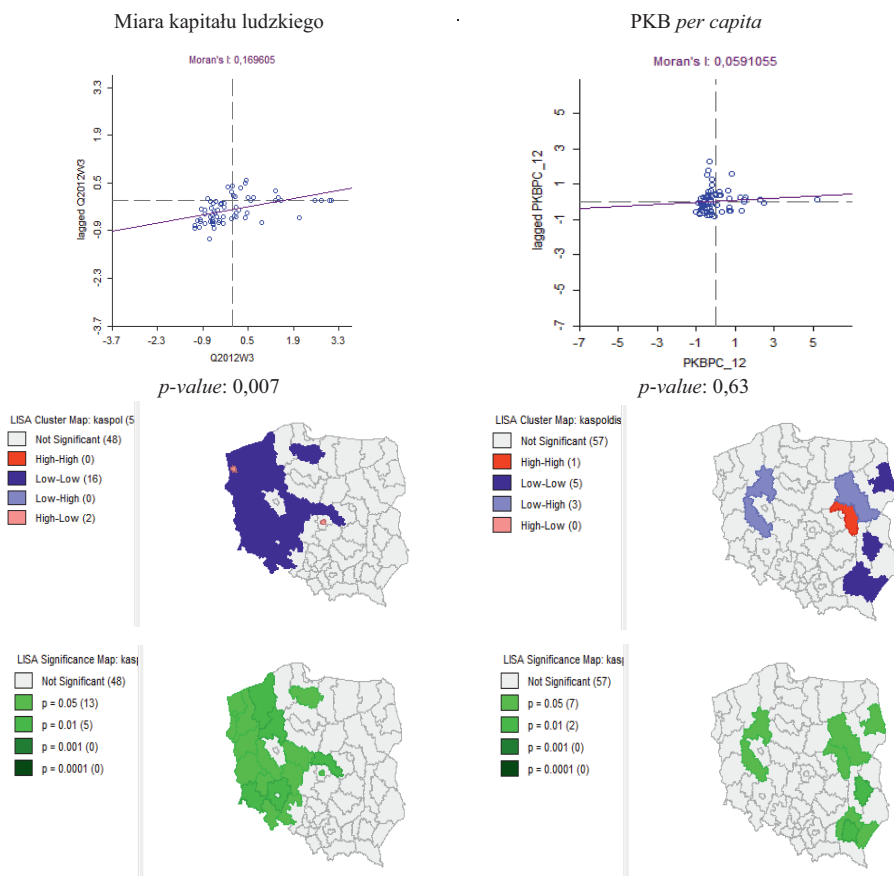 Miara kapitału ludzkiego
PKB per capita
Moran's I: 0,169605
3.3
1.9
0.5
-0.9
-2.3
-3.7
lagged Q2012W3
-3.7
-2.3
-0.9
0.5
1.9
3.3
Q2012W3
Moran's I: 0,0591055
5
3
1
-1
-3
-5
-7
lagged PKBPC_12
-7
-5
-3
-1
1
3
5
PKBPC_12
p-value: 0,007
p-value: 0,63
LISA Cluster Map: kaspol (5
Not Significant (48)
High-High (0)
Low-Low (16)
Low-High (0)
High-Low (2)
LISA Cluster Map: kaspoldis
Not Significant (57)
High-High (1)
Low-Low (5)
Low-High (3)
High-Low (0)
LISA Significance Map: kas
Not Significant (48)
p = 0.05 (13)
p = 0.01 (5)
p = 0.001 (0)
p = 0.0001 (0)
LISA Significance Map: kas
Not Significant (57)
p = 0.05 (7)
p = 0.01 (2)
p = 0.001 (0)
p = 0.0001 (0)